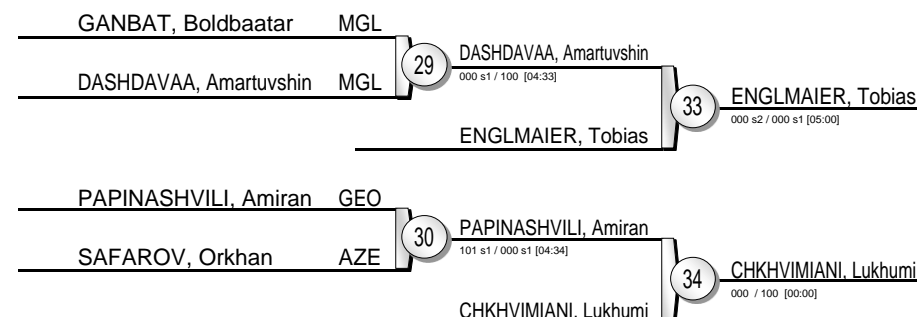 GANBAT, Boldbaatar MGL
29
DASHDAVAA, Amartuvshin
000 s1 / 100 [04:33]
DASHDAVAA, Amartuvshin MGL
33
ENGLMAIER, Tobias
000 s2 / 000 s1 [05:00]
ENGLMAIER, Tobias
PAPINASHVILI, Amiran GEO
30
PAPINASHVILI, Amiran
101 s1 / 000 s1 [04:34]
SAFAROV, Orkhan AZE
34
CHKHVIMIANI, Lukhumi
000 / 100 [00:00]
CHKHVIMIANI, Lukhumi